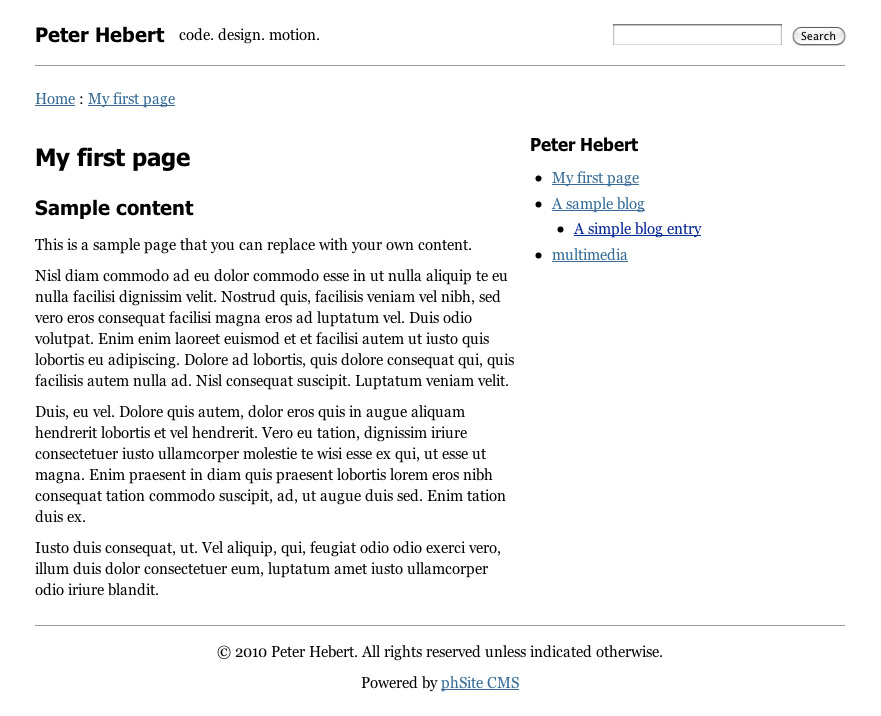 Peter Hebert code. design. motion.
Search
Home : My first page
My first page
Sample content
This is a sample page that you can replace with your own content.
Nisl diam commodo ad eu dolor commodo esse in ut nulla aliquip te eu
nulla facilisi dignissim velit. Nostrud quis, facilisis veniam vel nibh, sed
vero eros consequat facilisi magna eros ad luptatum vel. Duis odio
volutpat. Enim enim laoreet euismod et et facilisi autem ut iusto quis
lobortis eu adipiscing. Dolore ad lobortis, quis dolore consequat qui, quis
facilisis autem nulla ad. Nisl consequat suscipit. Luptatum veniam velit.
Duis, eu vel. Dolore quis autem, dolor eros quis in augue aliquam
hendrerit lobortis et vel hendrerit. Vero eu tation, dignissim iriure
consectetuer iusto ullamcorper molestie te wisi esse ex qui, ut esse ut
magna. Enim praesent in diam quis praesent lobortis lorem eros nibh
consequat tation commodo suscipit, ad, ut augue duis sed. Enim tation
duis ex.
Iusto duis consequat, ut. Vel aliquip, qui, feugiat odio odio exerci vero,
illum duis dolor consectetuer eum, luptatum amet iusto ullamcorper
odio iriure blandit.
Peter Hebert
My first page
A sample blog
A simple blog entry
multimedia
© 2010 Peter Hebert. All rights reserved unless indicated otherwise.
Powered by phSite CMS